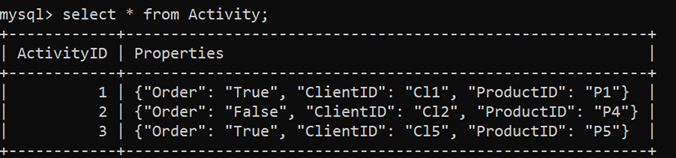 mysql> select * from Activity;
+------------+---------------------------------------------------------+
| ActivityID | Properties                                              |
+------------+---------------------------------------------------------+
|          1 | {"Order": "True", "ClientID": "Cl1", "ProductID": "P1"}  |
|          2 | {"Order": "False", "ClientID": "Cl2", "ProductID": "P4"} |
|          3 | {"Order": "True", "ClientID": "Cl5", "ProductID": "P5"}  |
+------------+---------------------------------------------------------+